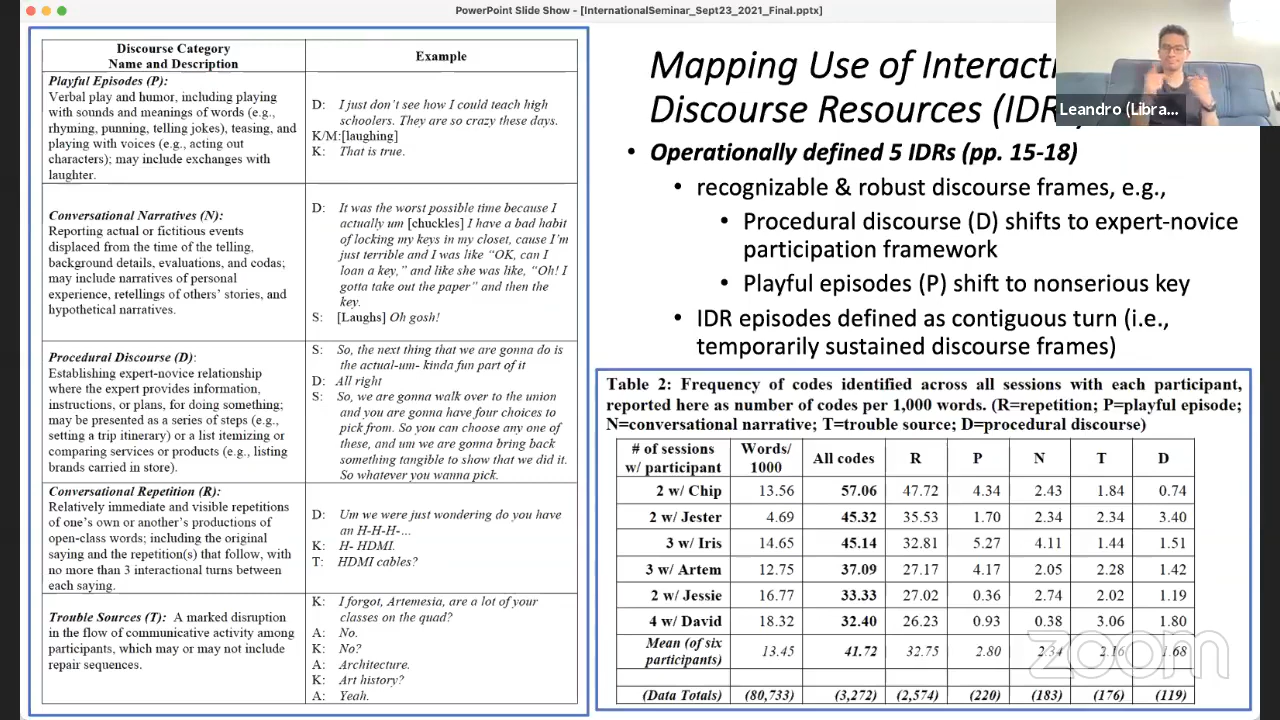 PowerPoint Slide Show - [InternationalSeminar_Sept23_2021_Final.pptx]
Discourse Category
Name and Description
Example
Playful Episodes (P):
Verbal play and humor, including playing
with sounds and meanings of words (e.g.,
rhyming, punning, telling jokes), teasing, and
playing with voices (e.g., acting out
characters); may include exchanges with
laughter.
D: I just don't see how I could teach high
schoolers. They are so crazy these days.
K/M:[laughing]
K: That is true.
Conversational Narratives (N):
Reporting actual or fictitious events
displaced from the time of the telling,
background details, evaluations, and codas;
may include narratives of personal
experience, retellings of others' stories, and
hypothetical narratives.
D: It was the worst possible time because I
actually um [chuckles] I have a bad habit
of locking my keys in my closet, cause I'm
just terrible and I was like "OK, can I
loan a key," and like she was like, "Oh! I
gotta take out the paper" and then the
key.
S: [Laughs] Oh gosh!
Procedural Discourse (D):
Establishing expert-novice relationship
where the expert provides information,
instructions, or plans, for doing something;
may be presented as a series of steps (e.g.,
setting a trip itinerary) or a list itemizing or
comparing services or products (e.g., listing
brands carried in store).
S: So, the next thing that we are gonna do is
the actual-um- kinda fun part of it
D: All right
S: So, we are gonna walk over to the union
and you are gonna have four choices to
pick from. So you can choose any one of
these, and um we are gonna bring back
something tangible to show that we did it.
So whatever you wanna pick.
Conversational Repetition (R):
Relatively immediate and visible repetitions
of one's own or another's productions of
open-class words; including the original
saying and the repetition(s) that follow, with
no more than 3 interactional turns between
each saying.
D: Um we were just wondering do you have
an H-H-H-...
K: H- HDMI.
T: HDMI cables?
Trouble Sources (T): A marked disruption
in the flow of communicative activity among
participants, which may or may not include
repair sequences.
K: I forgot, Artemesia, are a lot of your
classes on the quad?
A: No.
K: No?
A: Architecture.
K: Art history?
A: Yeah.
Mapping Use of Interacti
Discourse Resources (IDR
Leandro (Libra...
• Operationally defined 5 IDRs (pp. 15-18)
• recognizable & robust discourse frames, e.g.,
• Procedural discourse (D) shifts to expert-novice
participation framework
• Playful episodes (P) shift to nonserious key
• IDR episodes defined as contiguous turn (i.e.,
temporarily sustained discourse frames)
Table 2: Frequency of codes identified across all sessions with each participant,
reported here as number of codes per 1,000 words. (R=repetition; P=playful episode;
N=conversational narrative; T=trouble source; D=procedural discourse)
# of sessions w/ participant Words/ 1000 All codes R P N T D
2 w/ Chip 13.56 57.06 47.72 4.34 2.43 1.84 0.74
2 w/ Jester 4.69 45.32 35.53 1.70 2.34 2.34 3.40
3 w/ Iris 14.65 45.14 32.81 5.27 4.11 1.44 1.51
3 w/ Artem 12.75 37.09 27.17 4.17 2.05 2.28 1.42
2 w/ Jessie 16.77 33.33 27.02 0.36 2.74 2.02 1.19
4 w/ David 18.32 32.40 26.23 0.93 0.38 3.06 1.80
Mean (of six participants) 13.45 41.72 32.75 2.80 2.34 2.16 1.68
(Data Totals) (80,733) (3,272) (2,574) (220) (183) (176) (119)
zoom